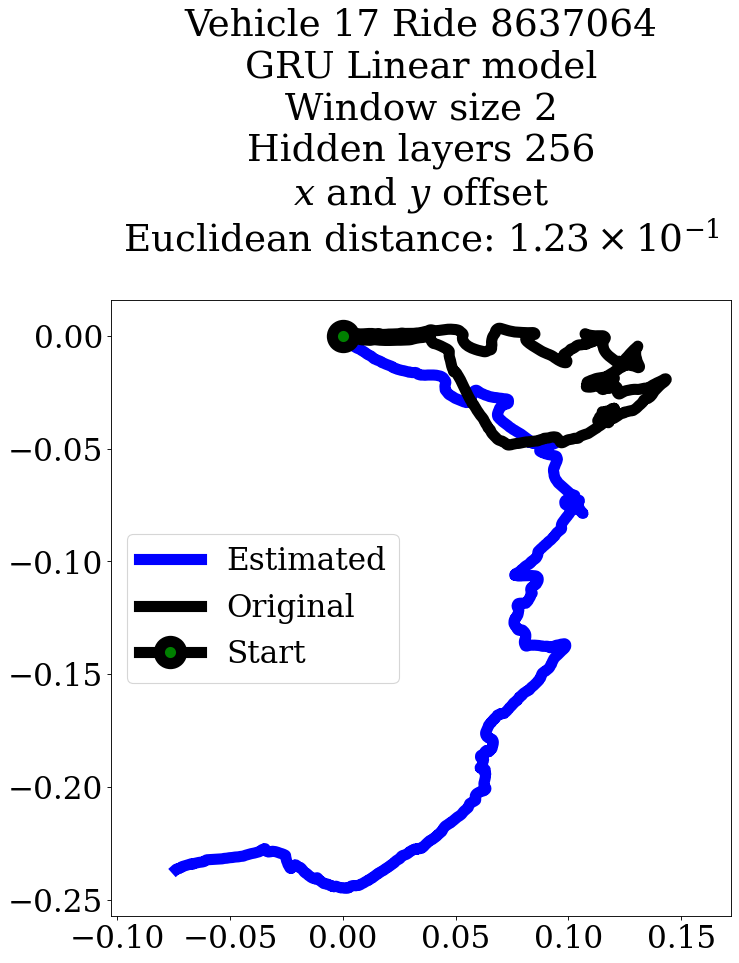 Vehicle 17 Ride 8637064
GRU Linear model
Window size 2
Hidden layers 256
x and y offset
Euclidean distance: 1.23 × 10⁻¹
0.00
−0.05
−0.10
−0.15
−0.20
−0.25
Estimated
Original
Start
−0.10 −0.05 0.00 0.05 0.10 0.15